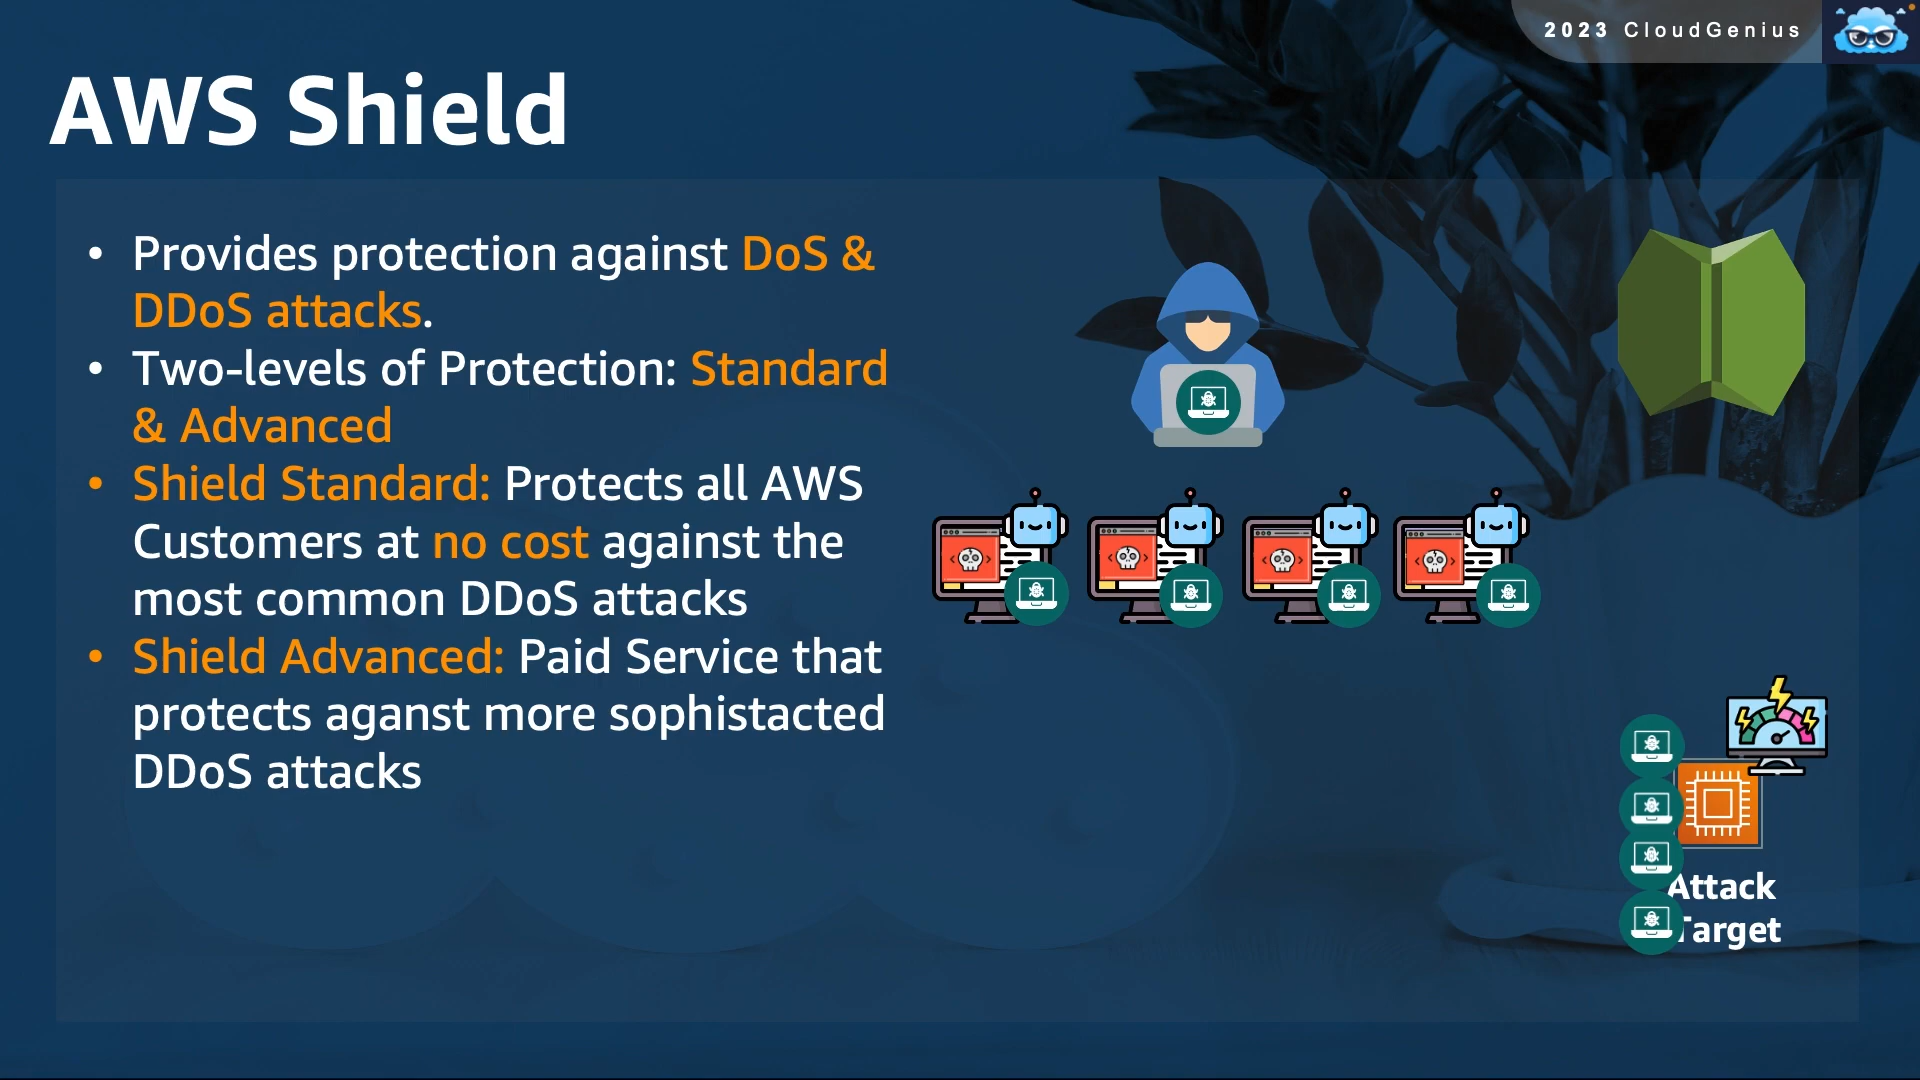 2023 CloudGenius
AWS Shield
• Provides protection against DoS &
DDoS attacks.
• Two-levels of Protection: Standard
& Advanced
• Shield Standard: Protects all AWS
Customers at no cost against the
most common DDoS attacks
• Shield Advanced: Paid Service that
protects aganst more sophistacted
DDoS attacks
Attack
Target